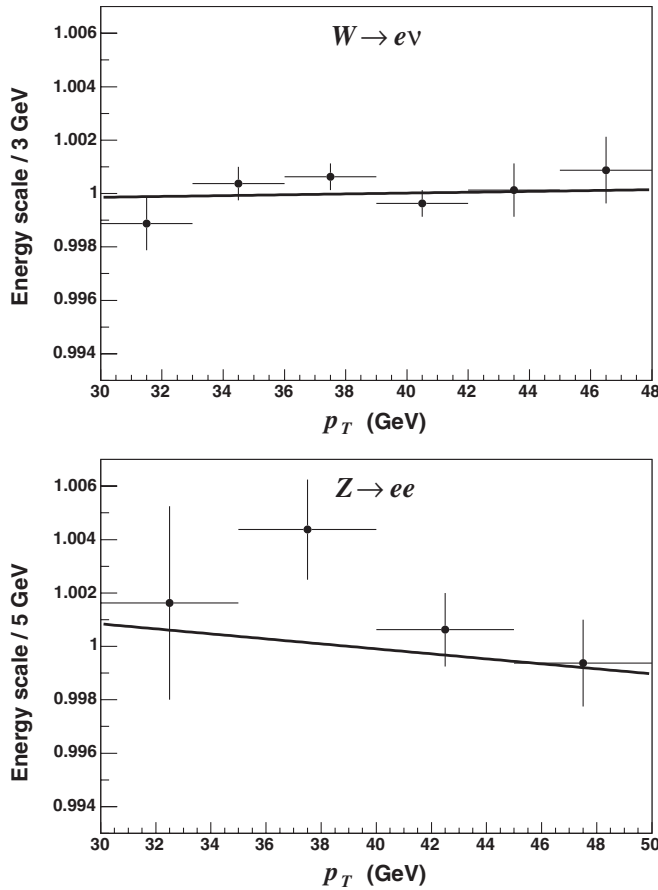 W → eν
Energy scale / 3 GeV
1.006
1.004
1.002
1
0.998
0.996
0.994
30 32 34 36 38 40 42 44 46 48
p_T (GeV)
Z → ee
Energy scale / 5 GeV
1.006
1.004
1.002
1
0.998
0.996
0.994
30 32 34 36 38 40 42 44 46 48 50
p_T (GeV)